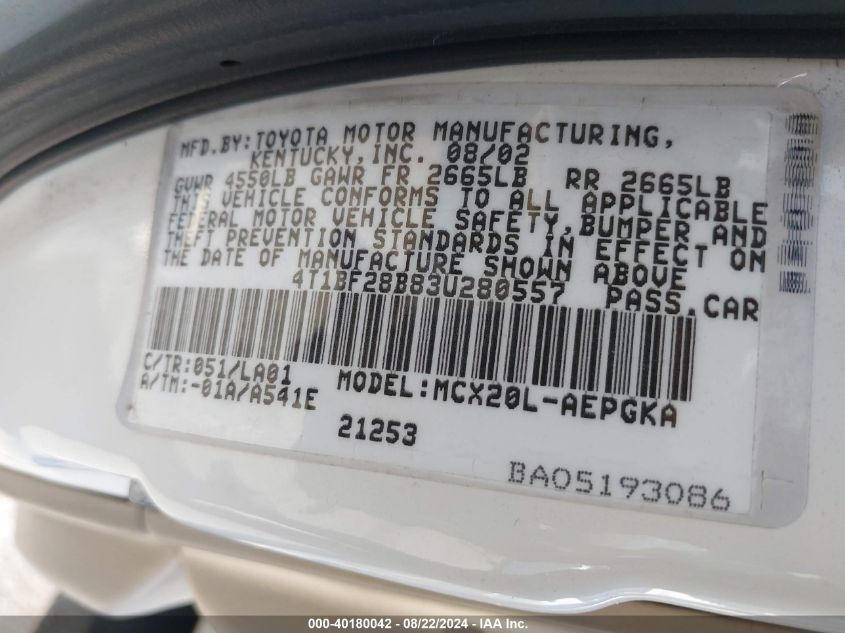 MFD.BY:TOYOTA MOTOR MANUFACTURING,
KENTUCKY,INC. 08/02
GVWR 4550LB GAWR FR 2665LB RR 2665LB
THIS VEHICLE CONFORMS TO ALL APPLICABLE
FEDERAL MOTOR VEHICLE SAFETY,BUMPER AND
THEFT PREVENTION STANDARDS IN EFFECT ON
THE DATE OF MANUFACTURE SHOWN ABOVE
4T1BF28B83U280557 PASS.CAR
C/TR:051/LA01 MODEL:MCX20L-AEPGKA
A/TM:-01A/A541E
21253
BA05193086
000-40180042 - 08/22/2024 - IAA Inc.